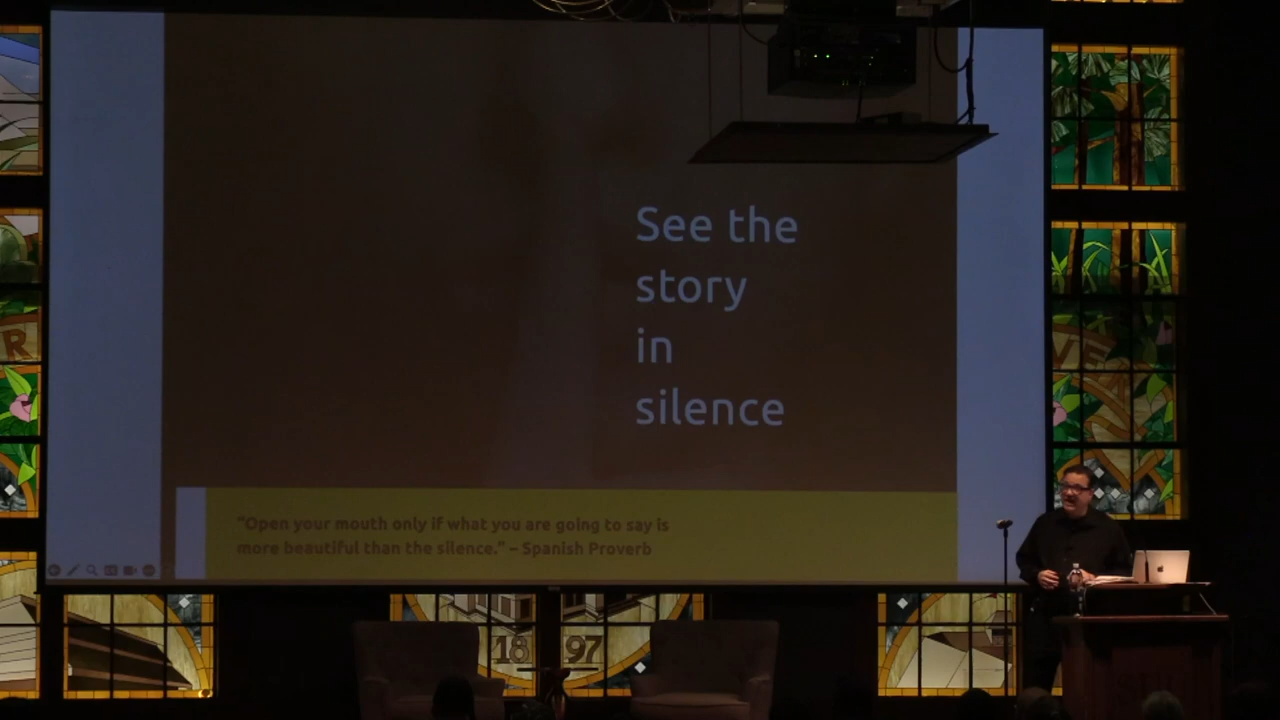 See the
story
in
silence
"Open your mouth only if what you are going to say is
more beautiful than the silence." – Spanish Proverb
R
VE
18 97